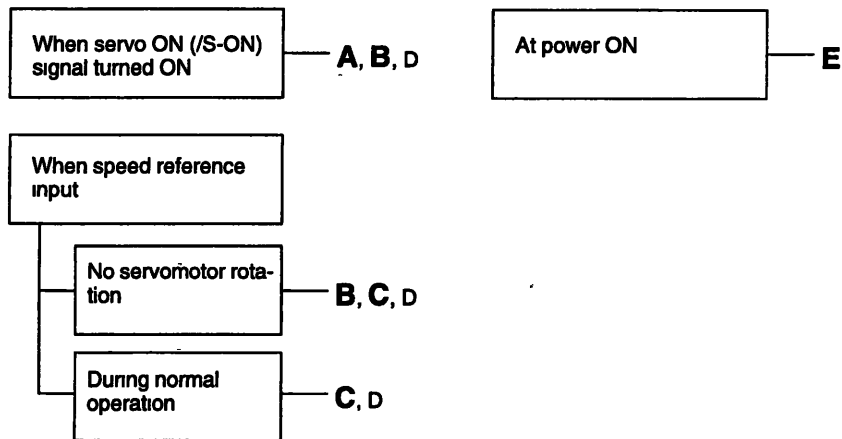 When servo ON (/S-ON)
signal turned ON
A, B, D
At power ON
E
When speed reference
input
No servomotor rota-
tion
B, C, D
During normal
operation
C, D